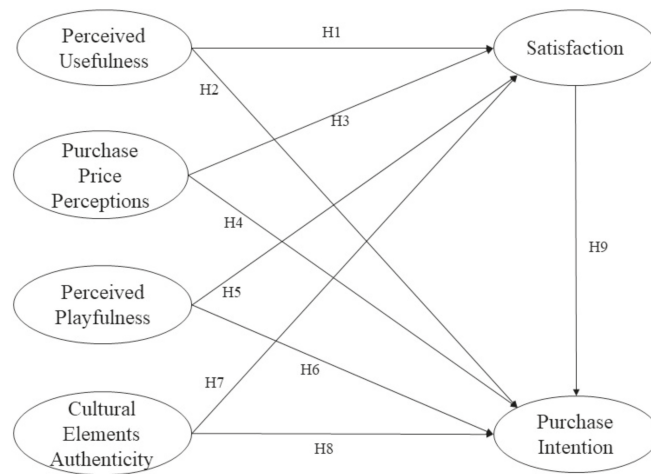 Perceived
Usefulness
H1
Satisfaction
H2
H3
Purchase
Price
Perceptions
H4
H9
Perceived
Playfulness
H5
H6
H7
Cultural
Elements
Authenticity
H8
Purchase
Intention